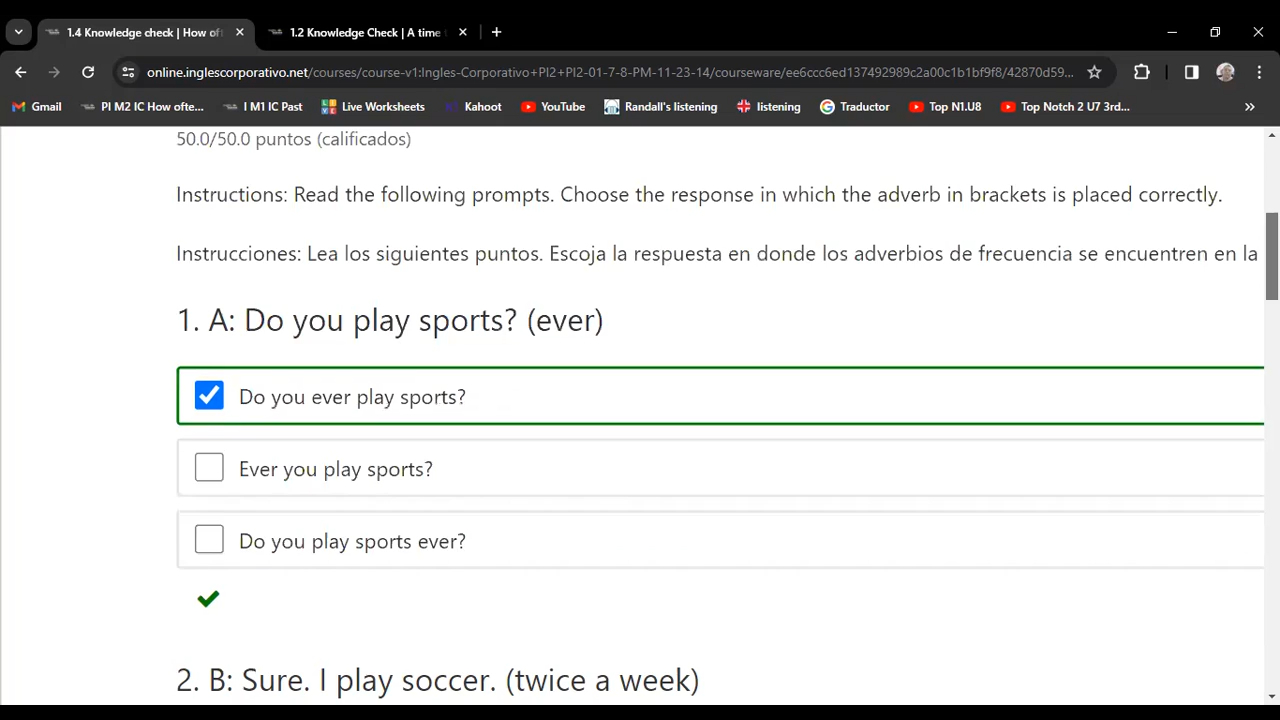 1.4 Knowledge check | How of
1.2 Knowledge Check | A time
online.inglescorporativo.net/courses/course-v1:Ingles-Corporativo+PI2+PI2-01-7-8-PM-11-23-14/courseware/ee6ccc6ed137492989c2a00c1b1bf9f8/42870d59...
Gmail PI M2 IC How ofte... I M1 IC Past Live Worksheets Kahoot YouTube Randall's listening listening Traductor Top N1.U8 Top Notch 2 U7 3rd...
50.0/50.0 puntos (calificados)
Instructions: Read the following prompts. Choose the response in which the adverb in brackets is placed correctly.
Instrucciones: Lea los siguientes puntos. Escoja la respuesta en donde los adverbios de frecuencia se encuentren en la
1. A: Do you play sports? (ever)
Do you ever play sports?
Ever you play sports?
Do you play sports ever?
2. B: Sure. I play soccer. (twice a week)